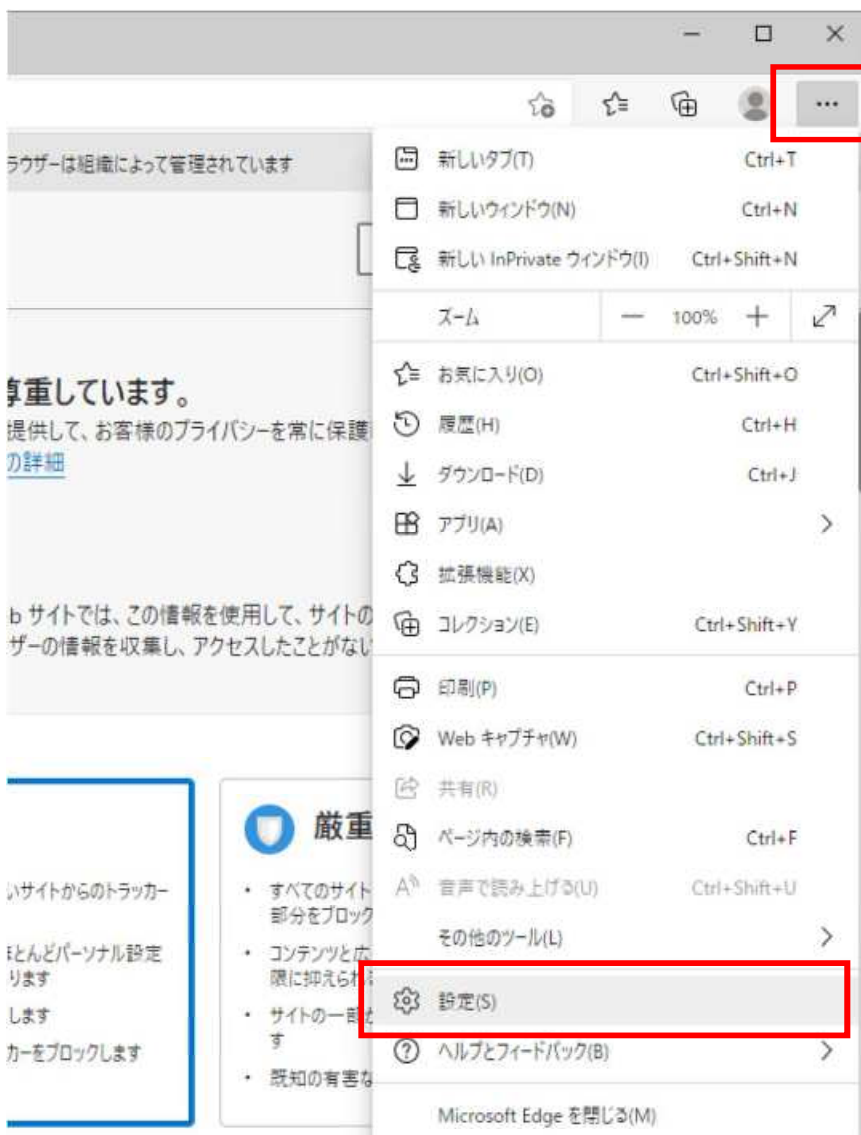 ラウザーは組織によって管理されています
尊重しています。
提供して、お客様のプライバシーを常に保護
の詳細
b サイトでは、この情報を使用して、サイトの
ザーの情報を収集し、アクセスしたことがない
いサイトからのトラッカー
ほとんどパーソナル設定
ります
します
カーをブロックします
厳重
• すべてのサイト
部分をブロック
• コンテンツと広
限に抑えられ
• サイトの一部
す
• 既知の有害な
新しいタブ(T) Ctrl+T
新しいウィンドウ(N) Ctrl+N
新しい InPrivate ウィンドウ(I) Ctrl+Shift+N
ズーム 100%
お気に入り(O) Ctrl+Shift+O
履歴(H) Ctrl+H
ダウンロード(D) Ctrl+J
アプリ(A)
拡張機能(X)
コレクション(E) Ctrl+Shift+Y
印刷(P) Ctrl+P
Web キャプチャ(W) Ctrl+Shift+S
共有(R)
ページ内の検索(F) Ctrl+F
音声で読み上げる(U) Ctrl+Shift+U
その他のツール(L)
設定(S)
ヘルプとフィードバック(B)
Microsoft Edge を閉じる(M)